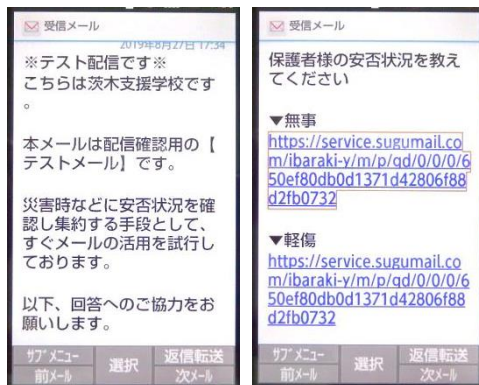 受信メール
2019年8月27日 17:34
※テスト配信です※
こちらは茨木支援学校です
。
本メールは配信確認用の【
テストメール】です。
災害時などに安否状況を確
認し集約する手段として、
すぐメールの活用を試行し
ております。
以下、回答へのご協力をお
願いします。
サブメニュー
選択
返信転送
前メール
次メール
受信メール
保護者様の安否状況を教え
てください
▼無事
https://service.sugumail.co
m/ibaraki-y/m/p/qd/0/0/0/6
50ef80db0d1371d42806f88
d2fb0732
▼軽傷
https://service.sugumail.co
m/ibaraki-y/m/p/qd/0/0/0/6
50ef80db0d1371d42806f88
d2fb0732
サブメニュー
選択
返信転送
前メール
次メール